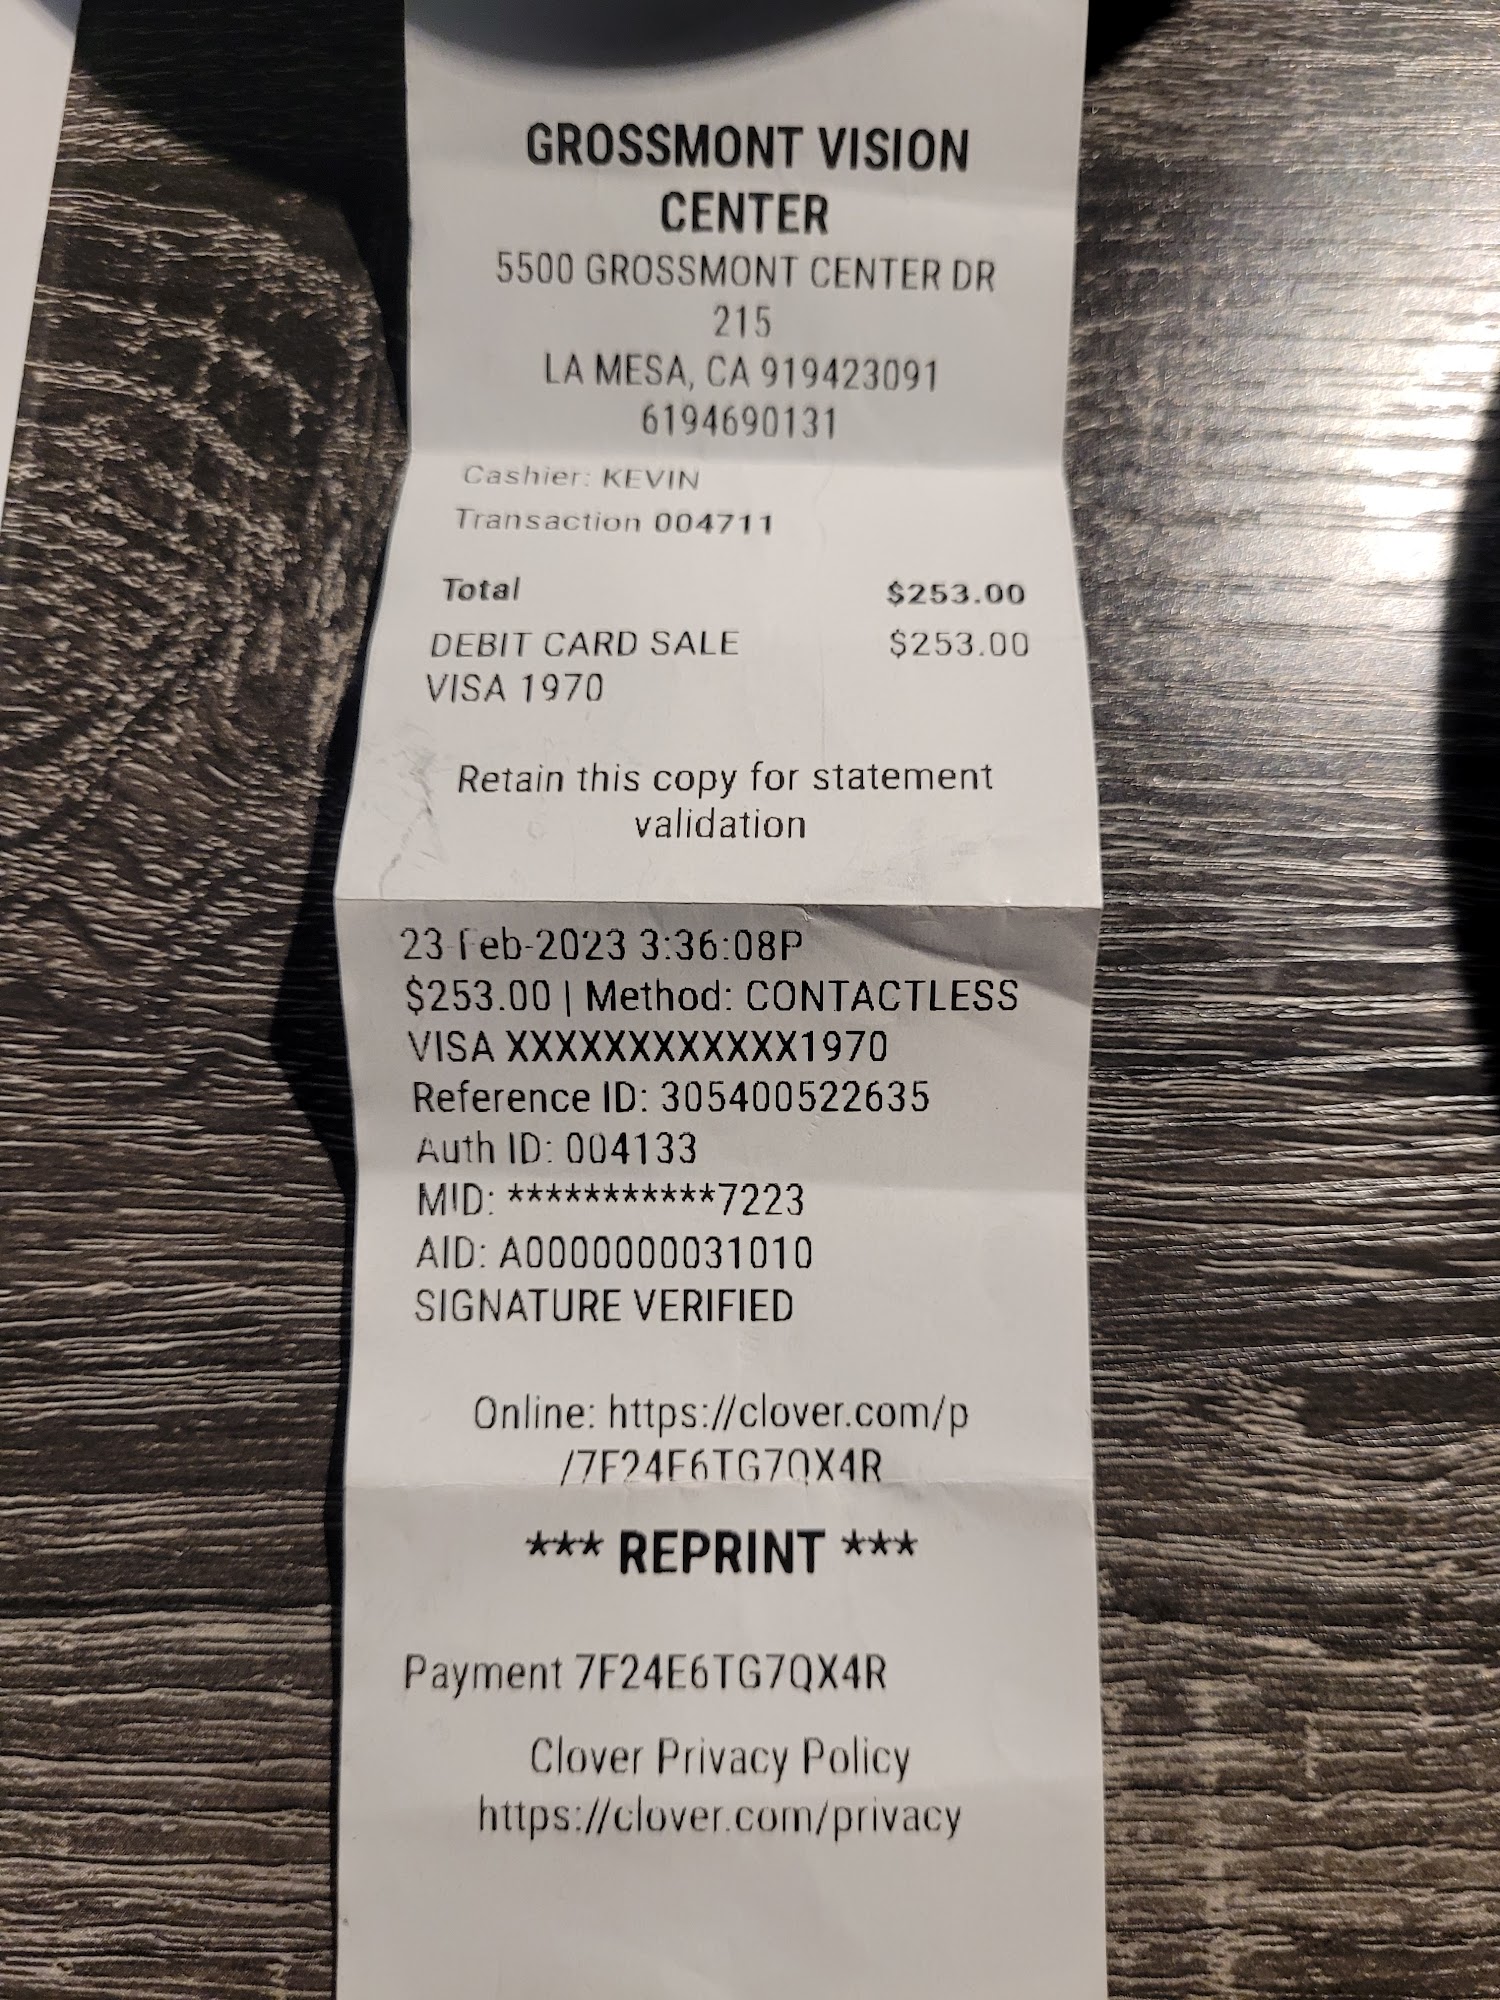 GROSSMONT VISION
CENTER
5500 GROSSMONT CENTER DR
215
LA MESA, CA 919423091
6194690131
Cashier: KEVIN
Transaction 004711
Total $253.00
DEBIT CARD SALE $253.00
VISA 1970
Retain this copy for statement
validation
23-Feb-2023 3:36:08P
$253.00 | Method: CONTACTLESS
VISA XXXXXXXXXXXX1970
Reference ID: 305400522635
Auth ID: 004133
MID: ***********7223
AID: A0000000031010
SIGNATURE VERIFIED
Online: https://clover.com/p
/7F24E6TG7QX4R
*** REPRINT ***
Payment 7F24E6TG7QX4R
Clover Privacy Policy
https://clover.com/privacy